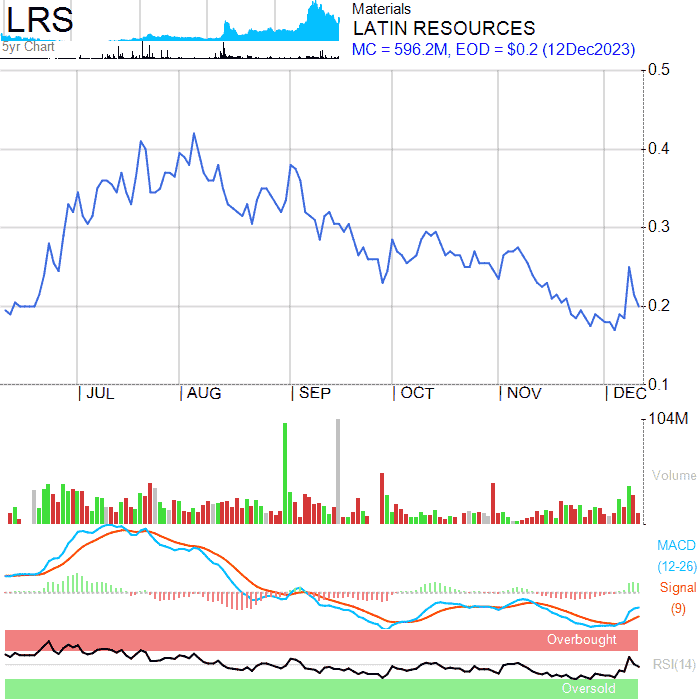 LRS
5yr Chart
Materials
LATIN RESOURCES
MC = 596.2M, EOD = $0.2 (12Dec2023)
0.5
0.4
0.3
0.2
0.1
| JUL | AUG | SEP | OCT | NOV | DEC
104M
Volume
MACD
(12-26)
Signal
(9)
Overbought
RSI(14)
Oversold